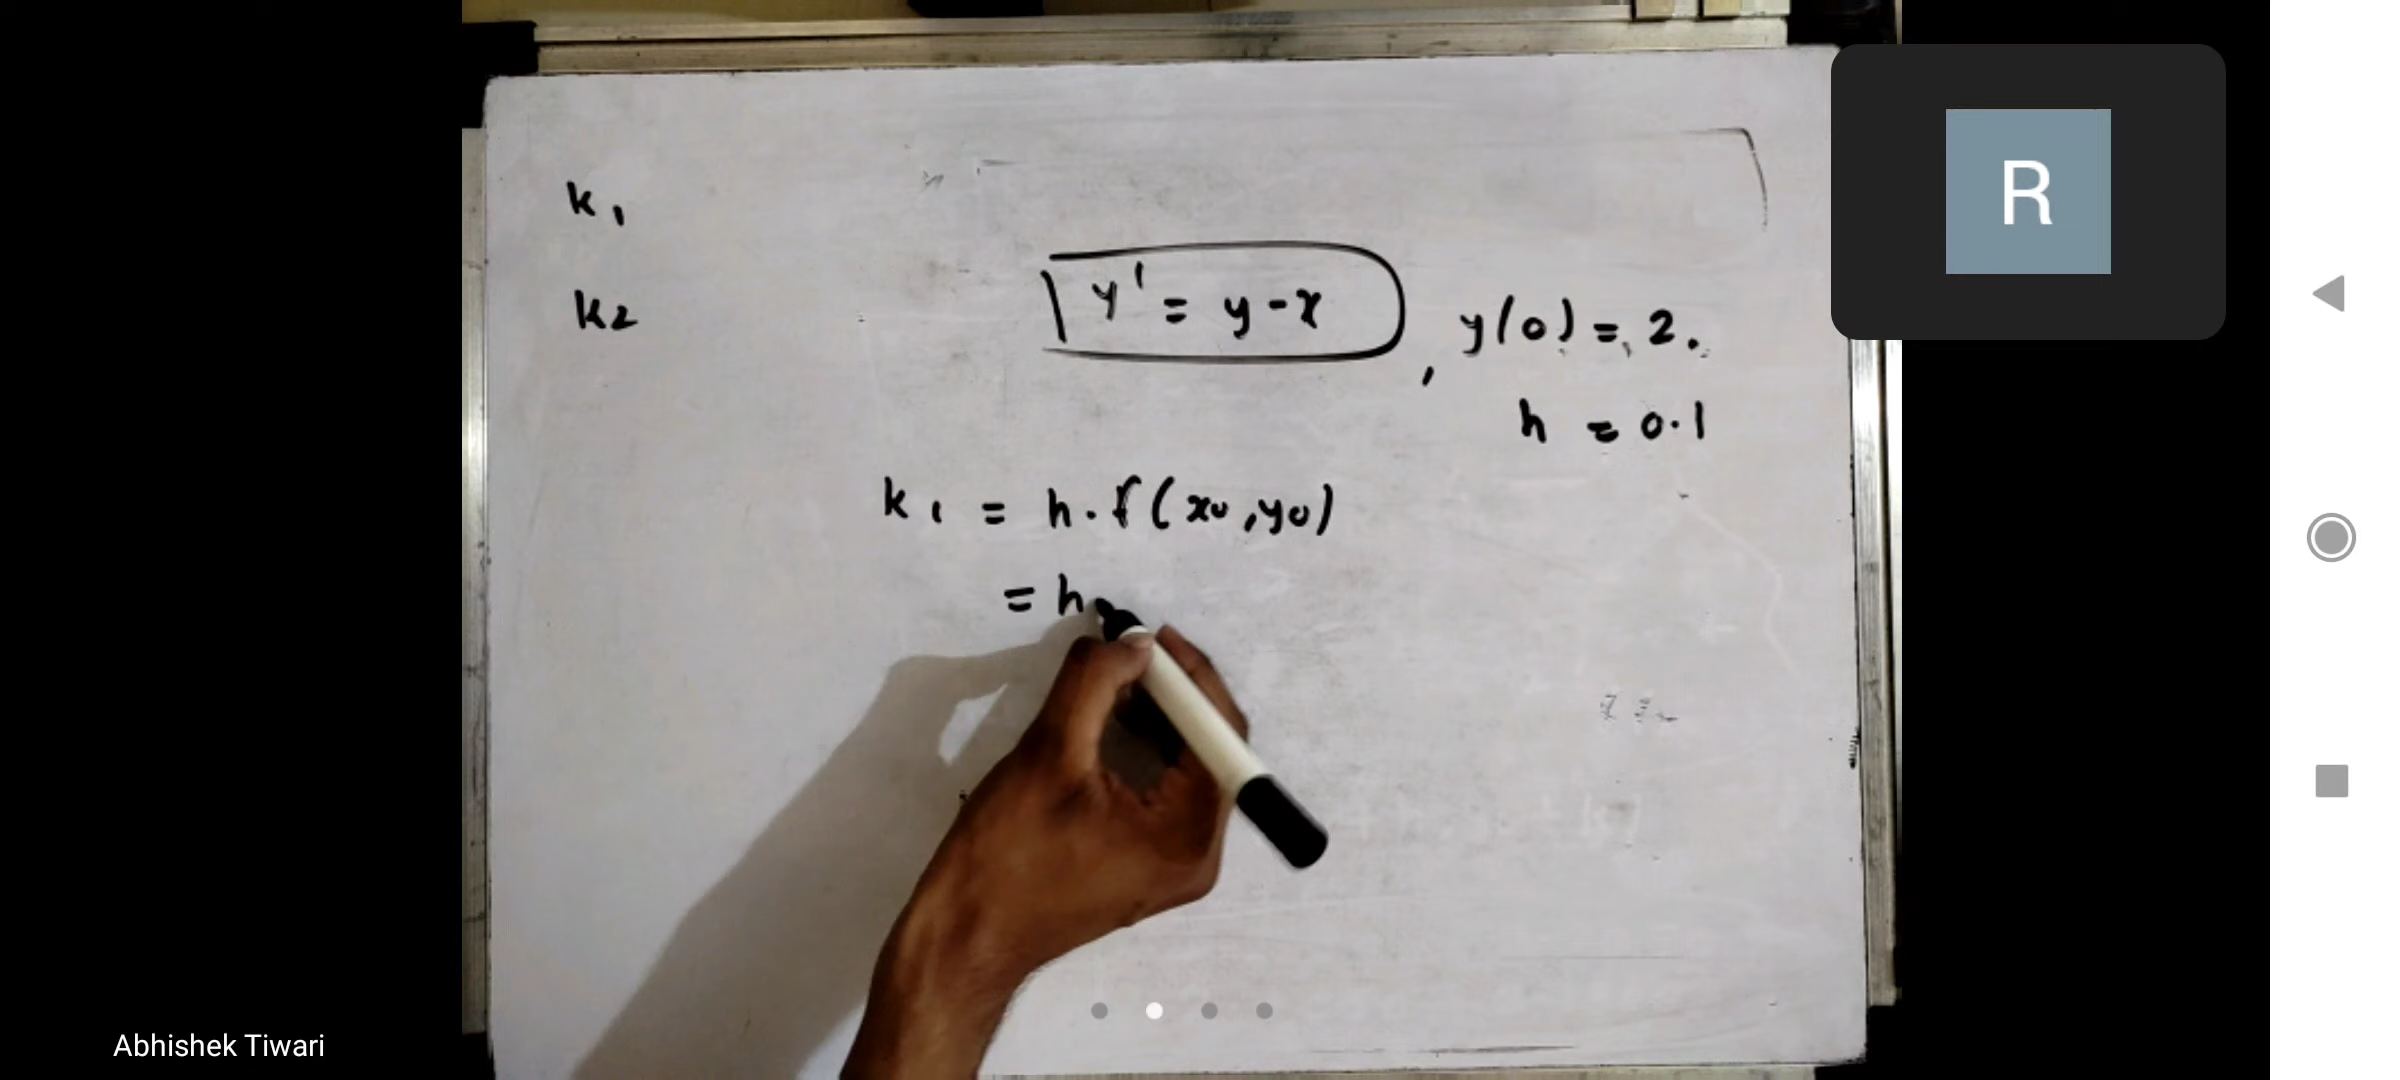 k1
k2
y' = y - x , y(0) = 2.
h = 0.1
k1 = h. f(x0, y0)
= h.
R
Abhishek Tiwari